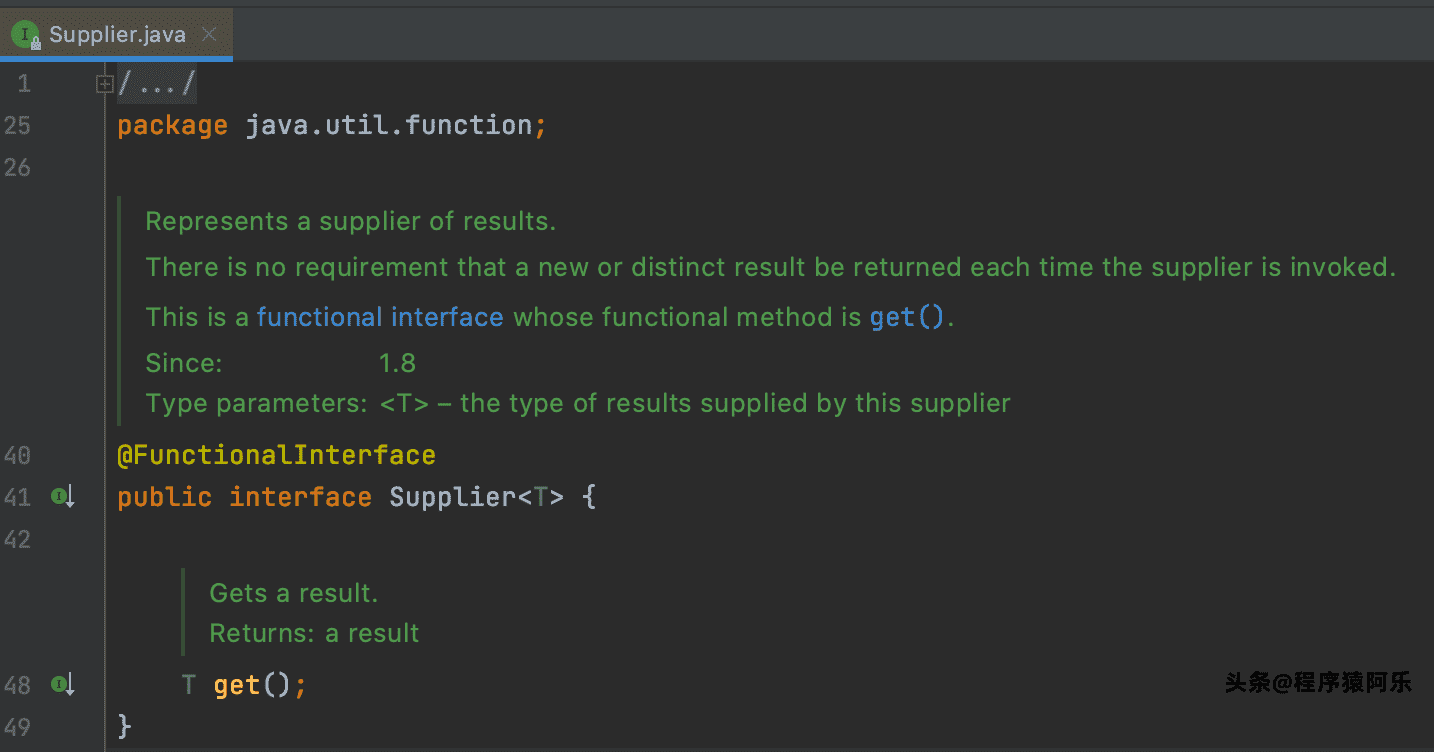 Supplier.java
1 /.../
25 package java.util.function;
26
Represents a supplier of results.
There is no requirement that a new or distinct result be returned each time the supplier is invoked.
This is a functional interface whose functional method is get().
Since: 1.8
Type parameters: <T> – the type of results supplied by this supplier
40 @FunctionalInterface
41 public interface Supplier<T> {
42
Gets a result.
Returns: a result
48 T get();
头条@程序猿阿乐
49 }